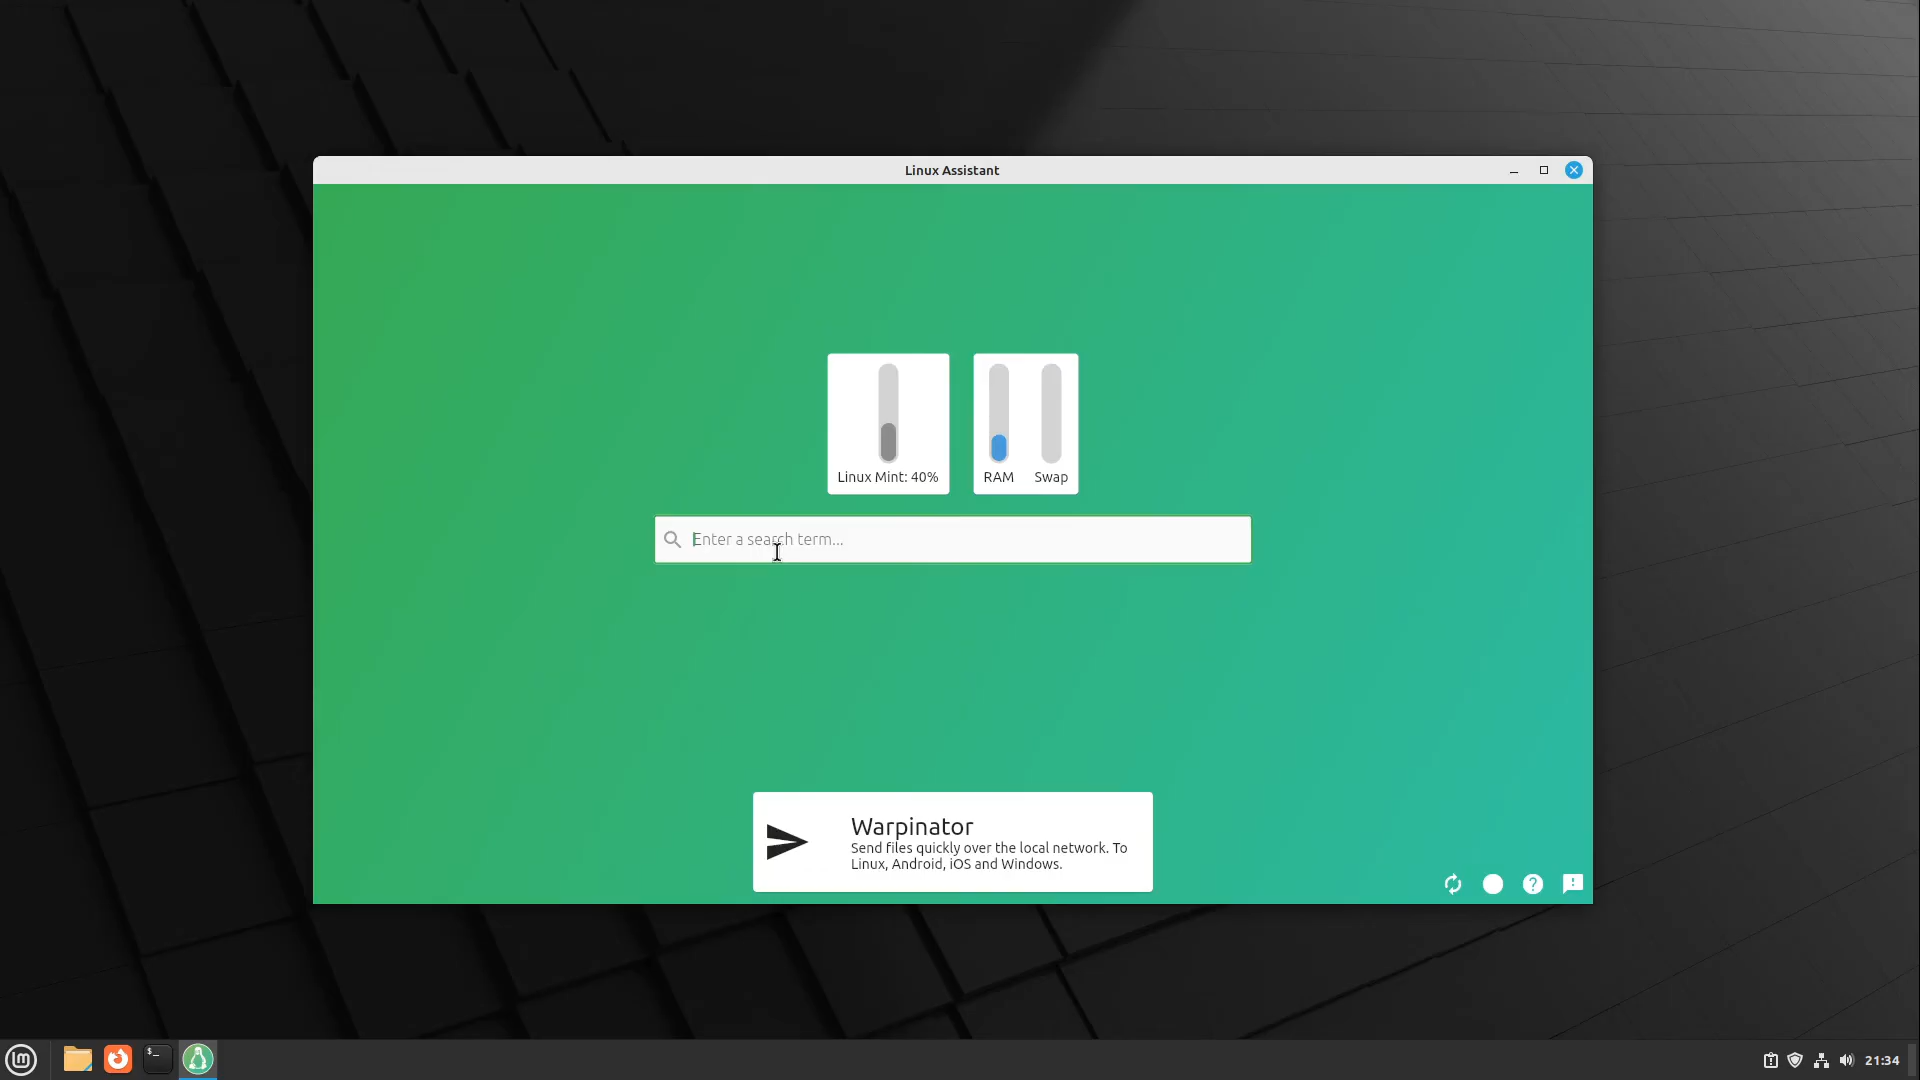 Linux Assistant
Linux Mint: 40%
RAM Swap
Enter a search term...
Warpinator
Send files quickly over the local network. To
Linux, Android, iOS and Windows.
lm
$_
21:34